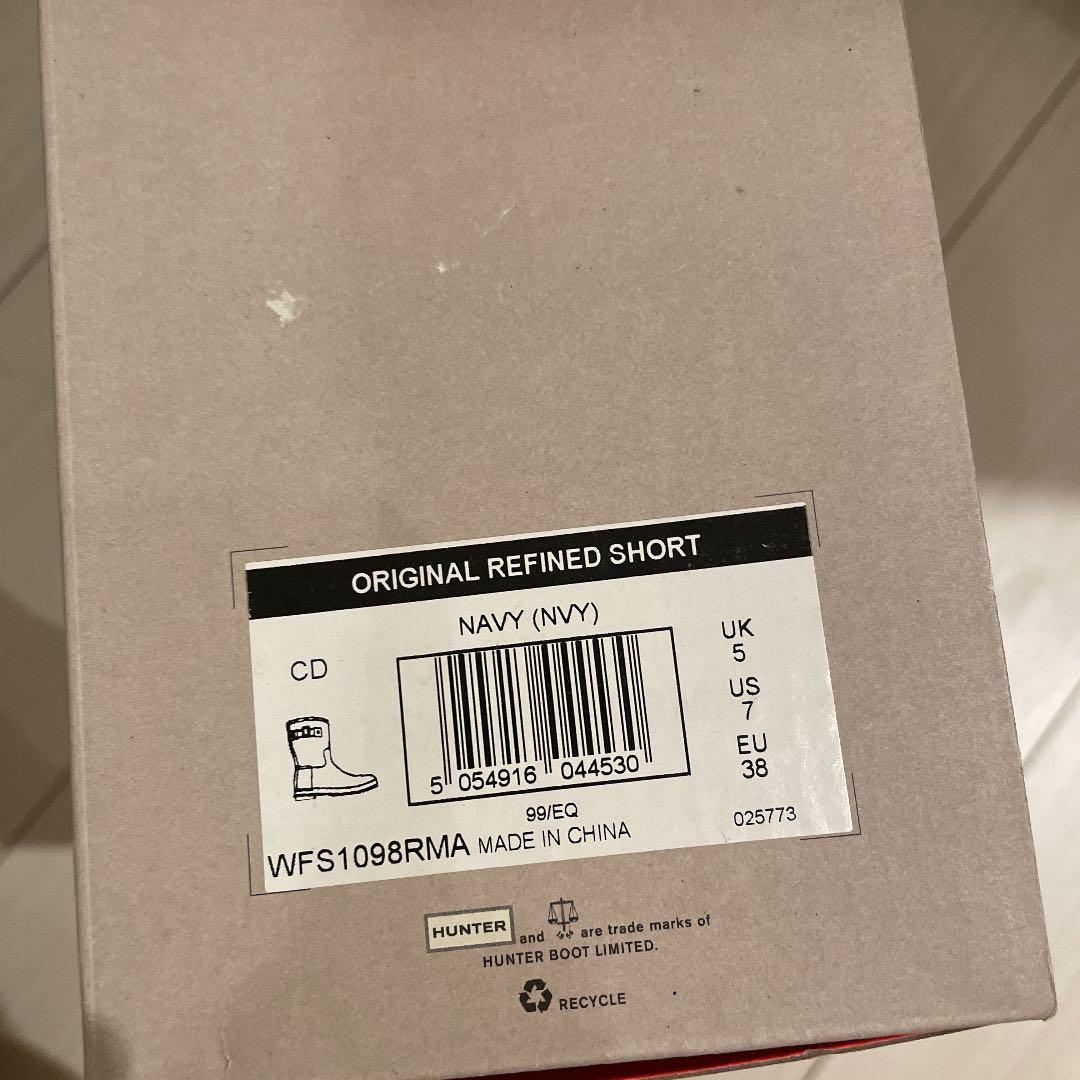 ORIGINAL REFINED SHORT
NAVY (NVY)
CD
UK
5
US
7
EU
38
5 054916 044530
99/EQ
025773
WFS1098RMA MADE IN CHINA
HUNTER and are trade marks of
HUNTER BOOT LIMITED.
RECYCLE